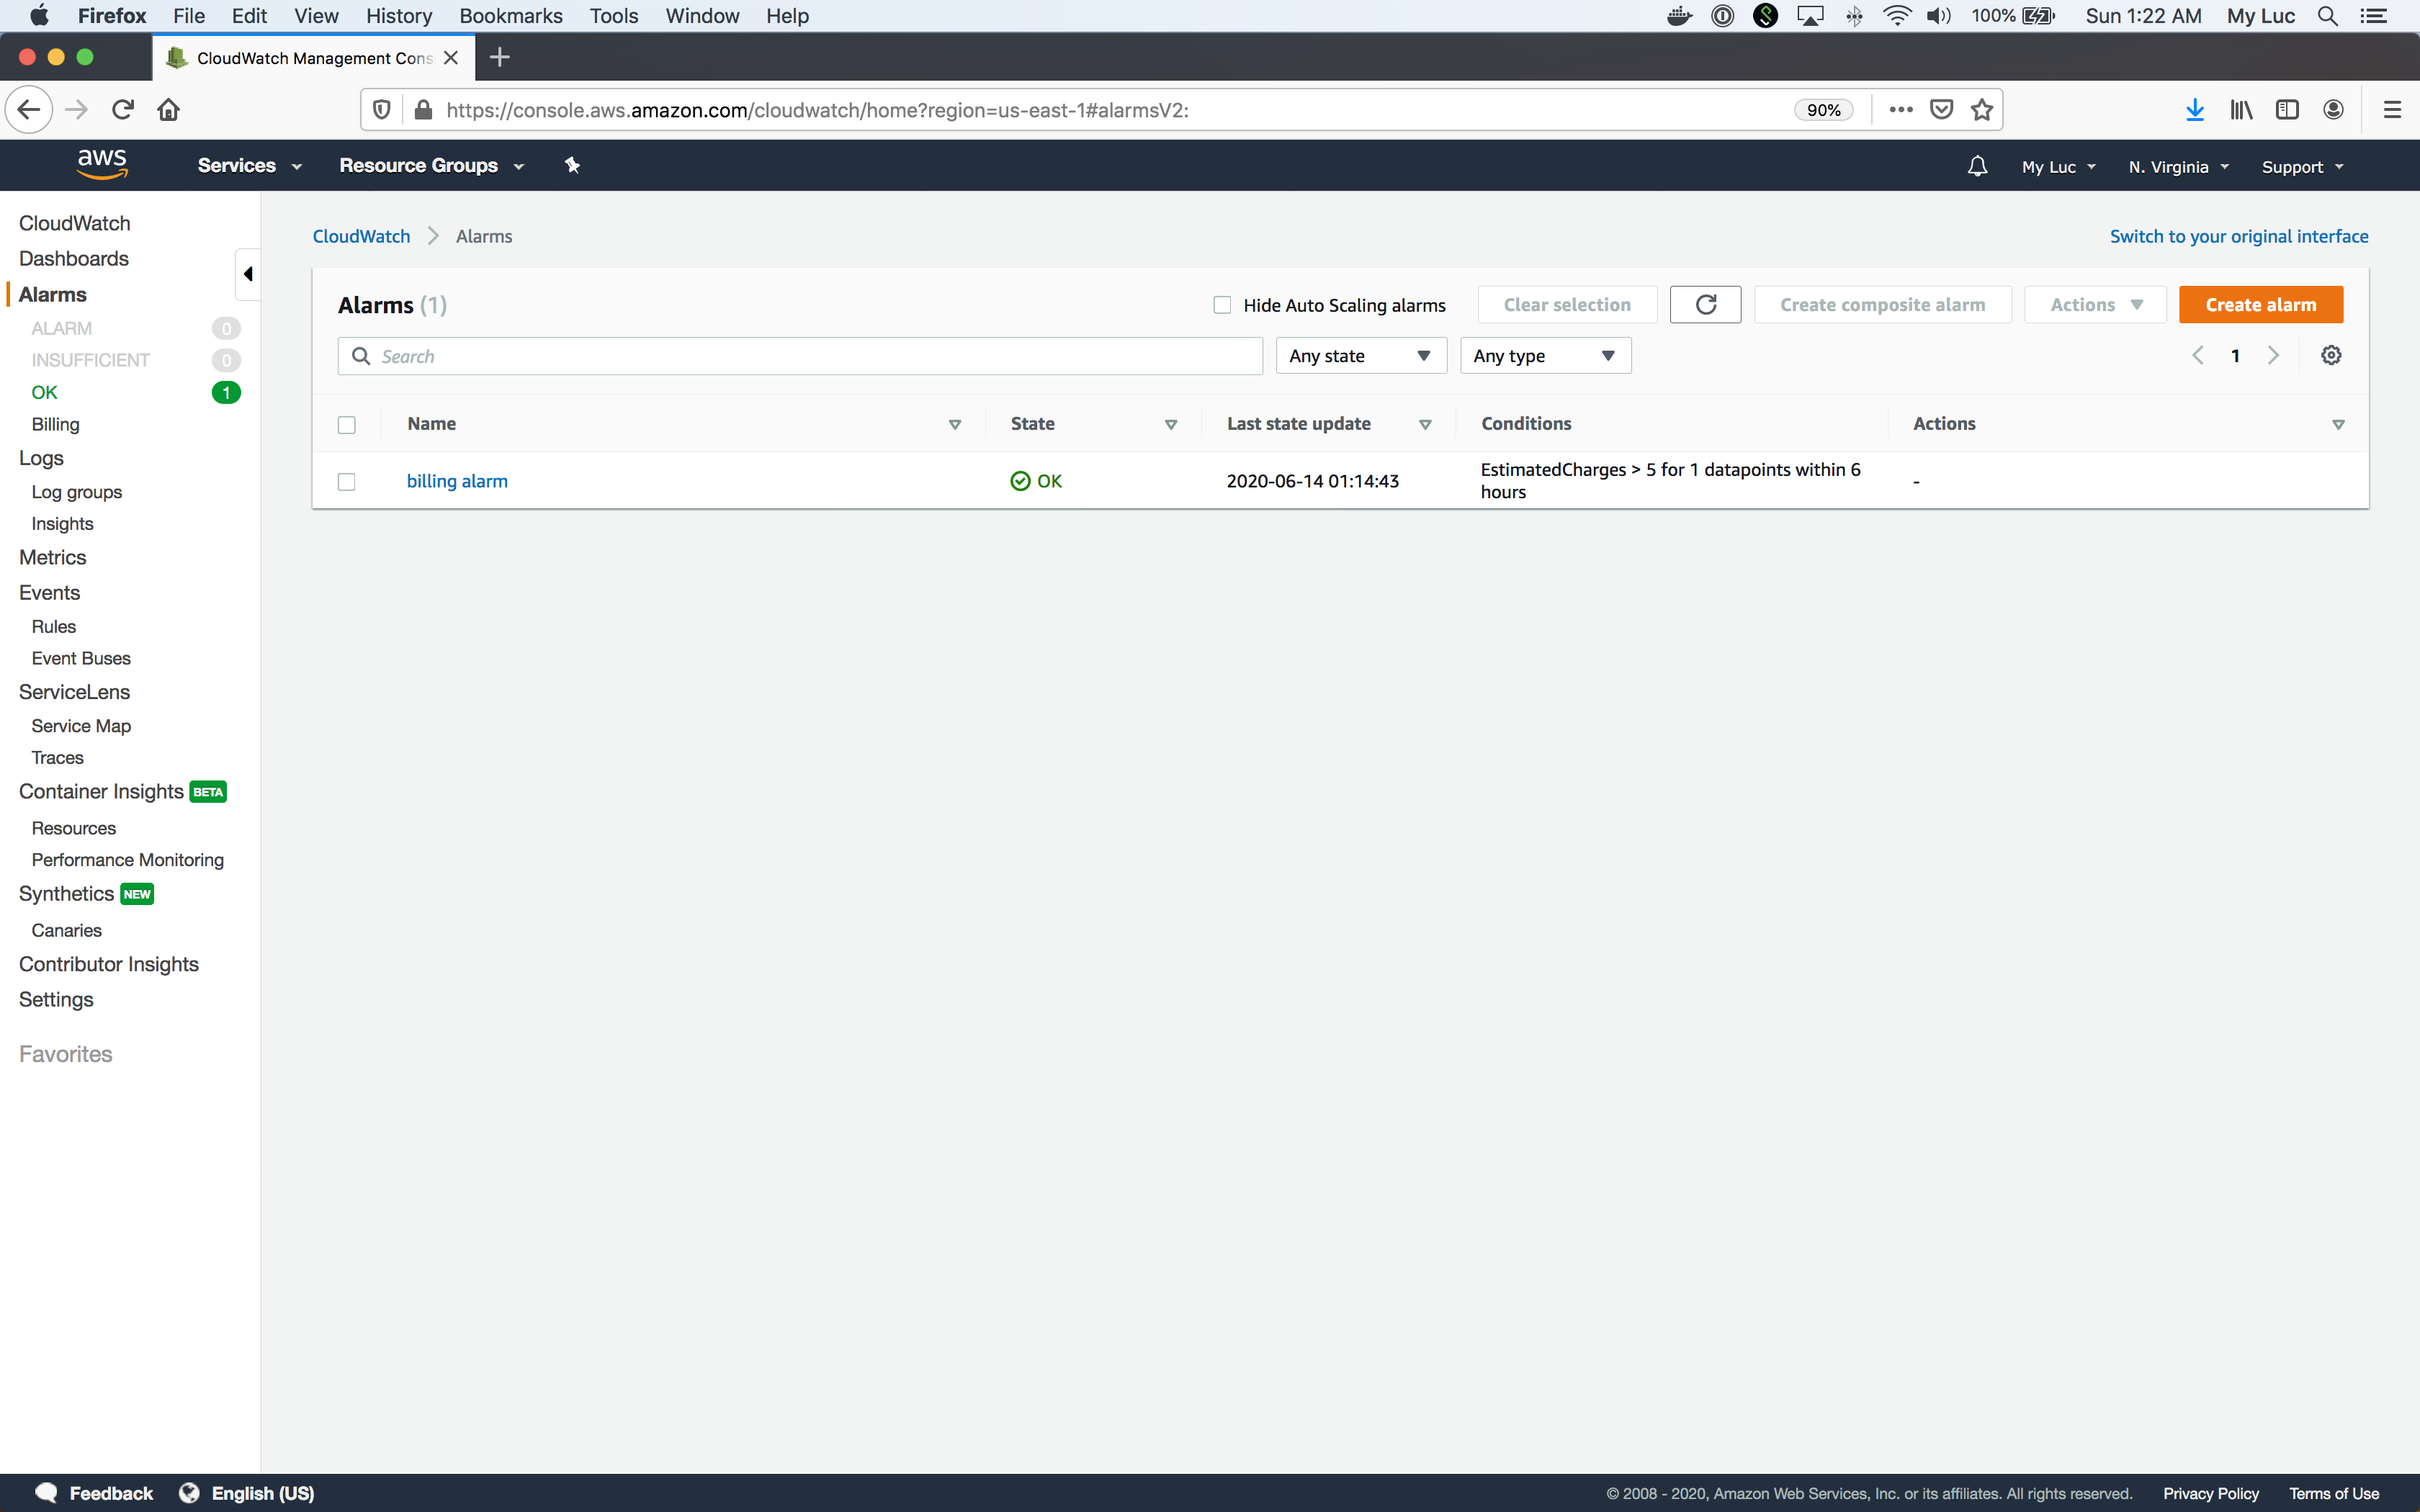 Firefox File Edit View History Bookmarks Tools Window Help 100% Sun 1:22 AM My Luc
CloudWatch Management Cons
https://console.aws.amazon.com/cloudwatch/home?region=us-east-1#alarmsV2: 90%
aws Services Resource Groups My Luc N. Virginia Support
CloudWatch
Dashboards
Alarms
ALARM 0
INSUFFICIENT 0
OK 1
Billing
Logs
Log groups
Insights
Metrics
Events
Rules
Event Buses
ServiceLens
Service Map
Traces
Container Insights BETA
Resources
Performance Monitoring
Synthetics NEW
Canaries
Contributor Insights
Settings
Favorites
CloudWatch Alarms Switch to your original interface
Alarms (1) Hide Auto Scaling alarms Clear selection Create composite alarm Actions Create alarm
Search Any state Any type 1
Name State Last state update Conditions Actions
billing alarm OK 2020-06-14 01:14:43 EstimatedCharges > 5 for 1 datapoints within 6 -
hours
Feedback English (US) © 2008 - 2020, Amazon Web Services, Inc. or its affiliates. All rights reserved. Privacy Policy Terms of Use